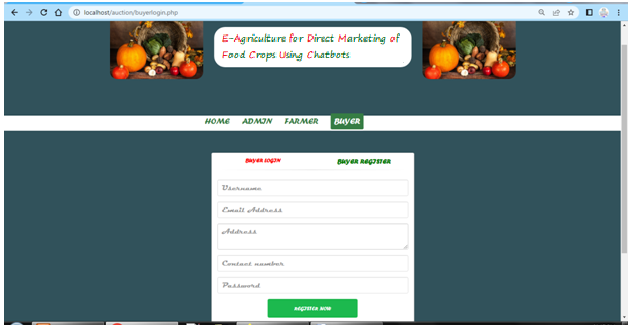 localhost/auction/buyerlogin.php
E-Agriculture for Direct Marketing of
Food Crops Using Chatbots
HOME ADMIN FARMER BUYER
BUYER LOGIN BUYER REGISTER
Username
Email Address
Address
Contact number
Password
REGISTER NOW